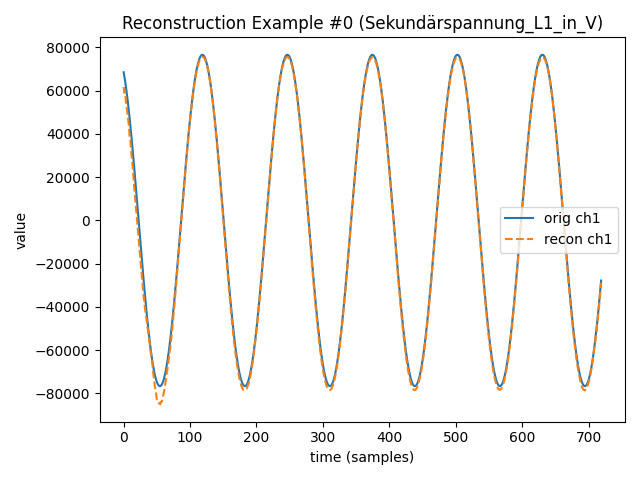 Reconstruction Example #0 (Sekundärspannung_L1_in_V)
80000
60000
40000
20000
0
−20000
−40000
−60000
−80000
value
orig ch1
recon ch1
0 100 200 300 400 500 600 700
time (samples)